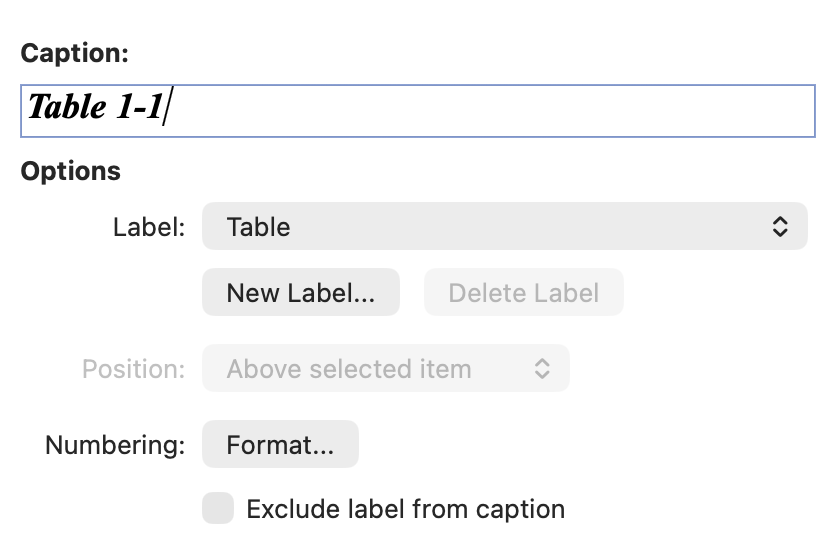 Caption:
Table 1-1
Options
Label: Table
New Label... Delete Label
Position: Above selected item
Numbering: Format...
Exclude label from caption